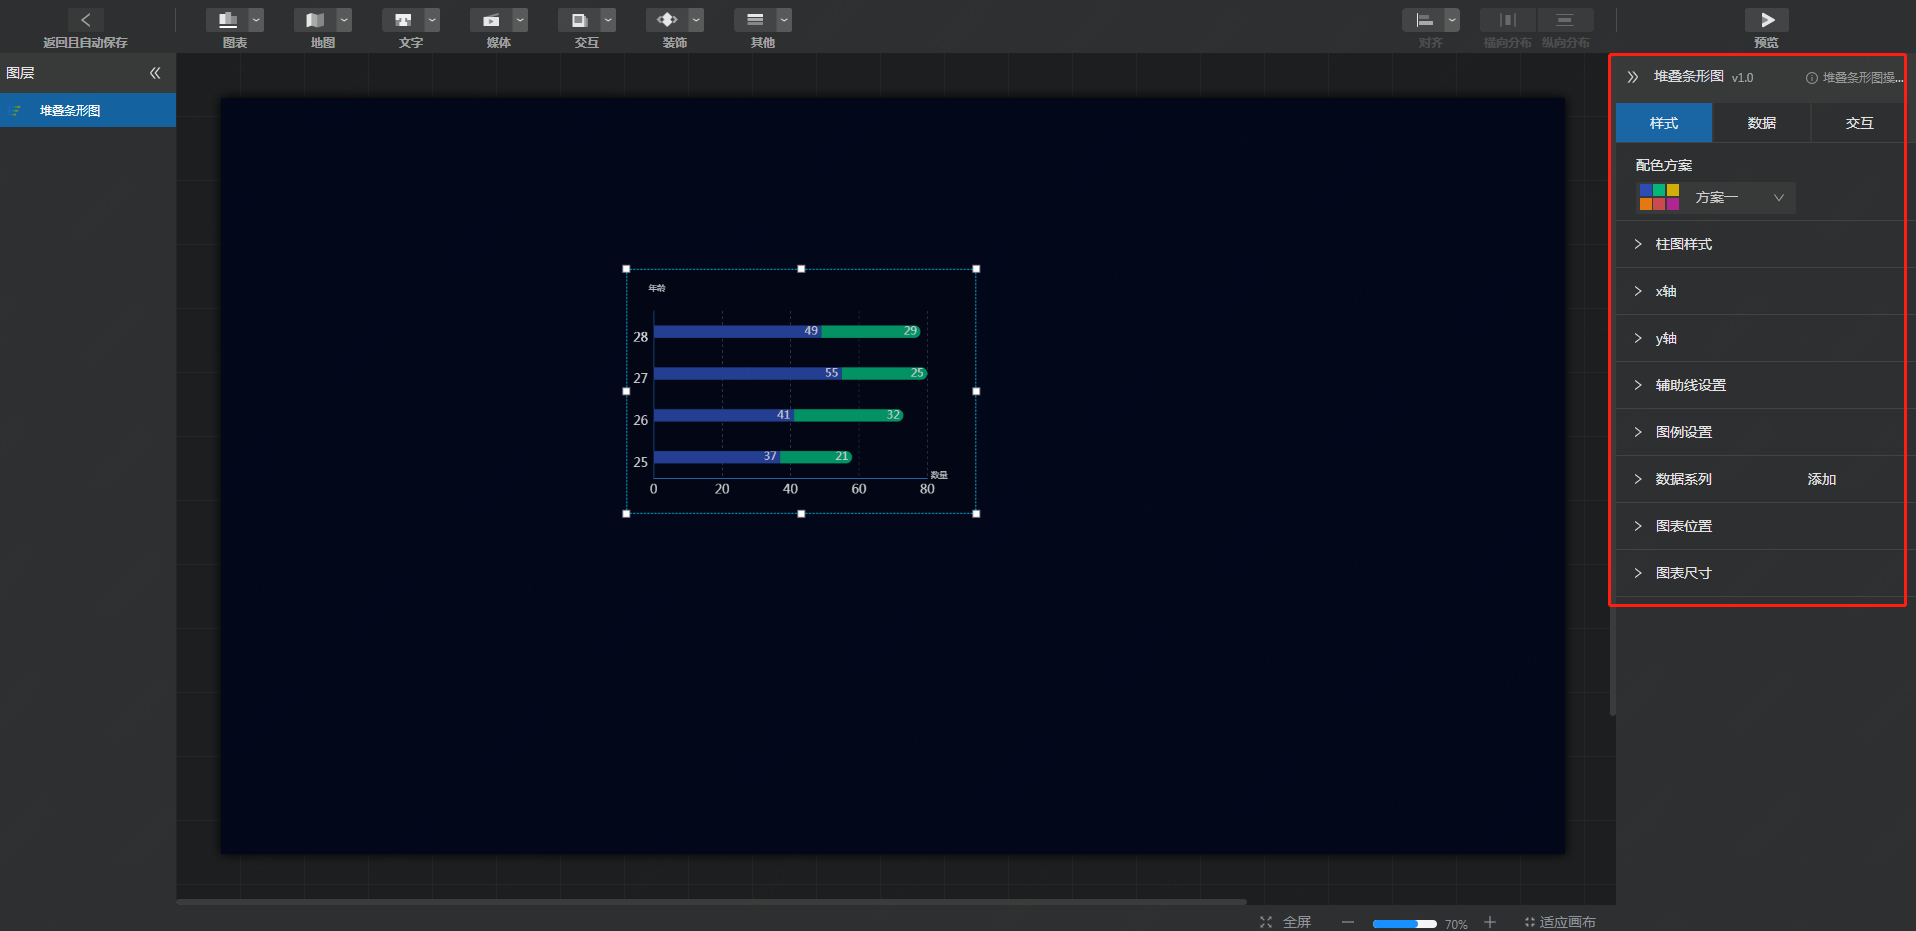 返回且自动保存
图表
地图
文字
媒体
交互
装饰
其他
对齐
横向分布
纵向分布
预览
图层
堆叠条形图
年龄
28
49
29
27
55
25
26
41
32
25
37
21
数量
0
20
40
60
80
堆叠条形图 v1.0
堆叠条形图操...
样式
数据
交互
配色方案
方案一
柱图样式
x轴
y轴
辅助线设置
图例设置
数据系列
添加
图表位置
图表尺寸
全屏
70%
适应画布